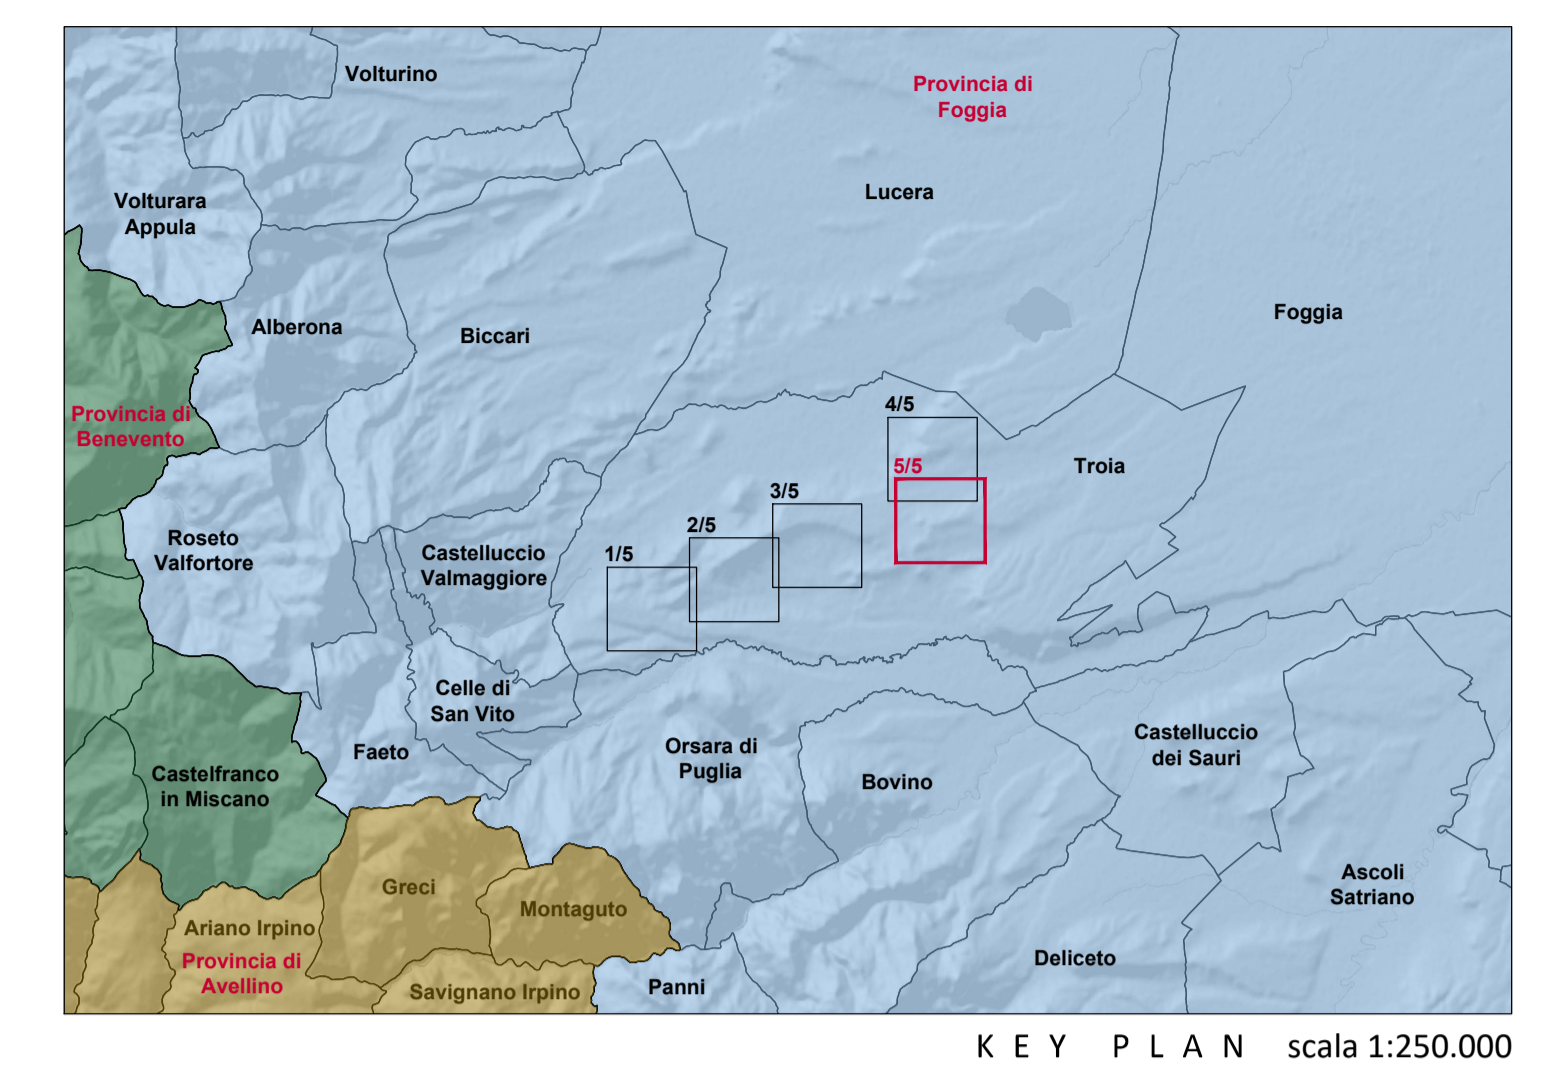 Volturino
Provincia di
Foggia
Lucera
Volturara
Appula
Foggia
Alberona
Biccari
Provincia di
Benevento
4/5
5/5
Troia
3/5
2/5
1/5
Roseto
Valfortore
Castelluccio
Valmaggiore
Celle di
San Vito
Faeto
Orsara di
Puglia
Bovino
Castelluccio
dei Sauri
Castelfranco
in Miscano
Greci
Montaguto
Ascoli
Satriano
Ariano Irpino
Provincia di
Avellino
Savignano Irpino
Panni
Deliceto
KEY PLAN scala 1:250.000